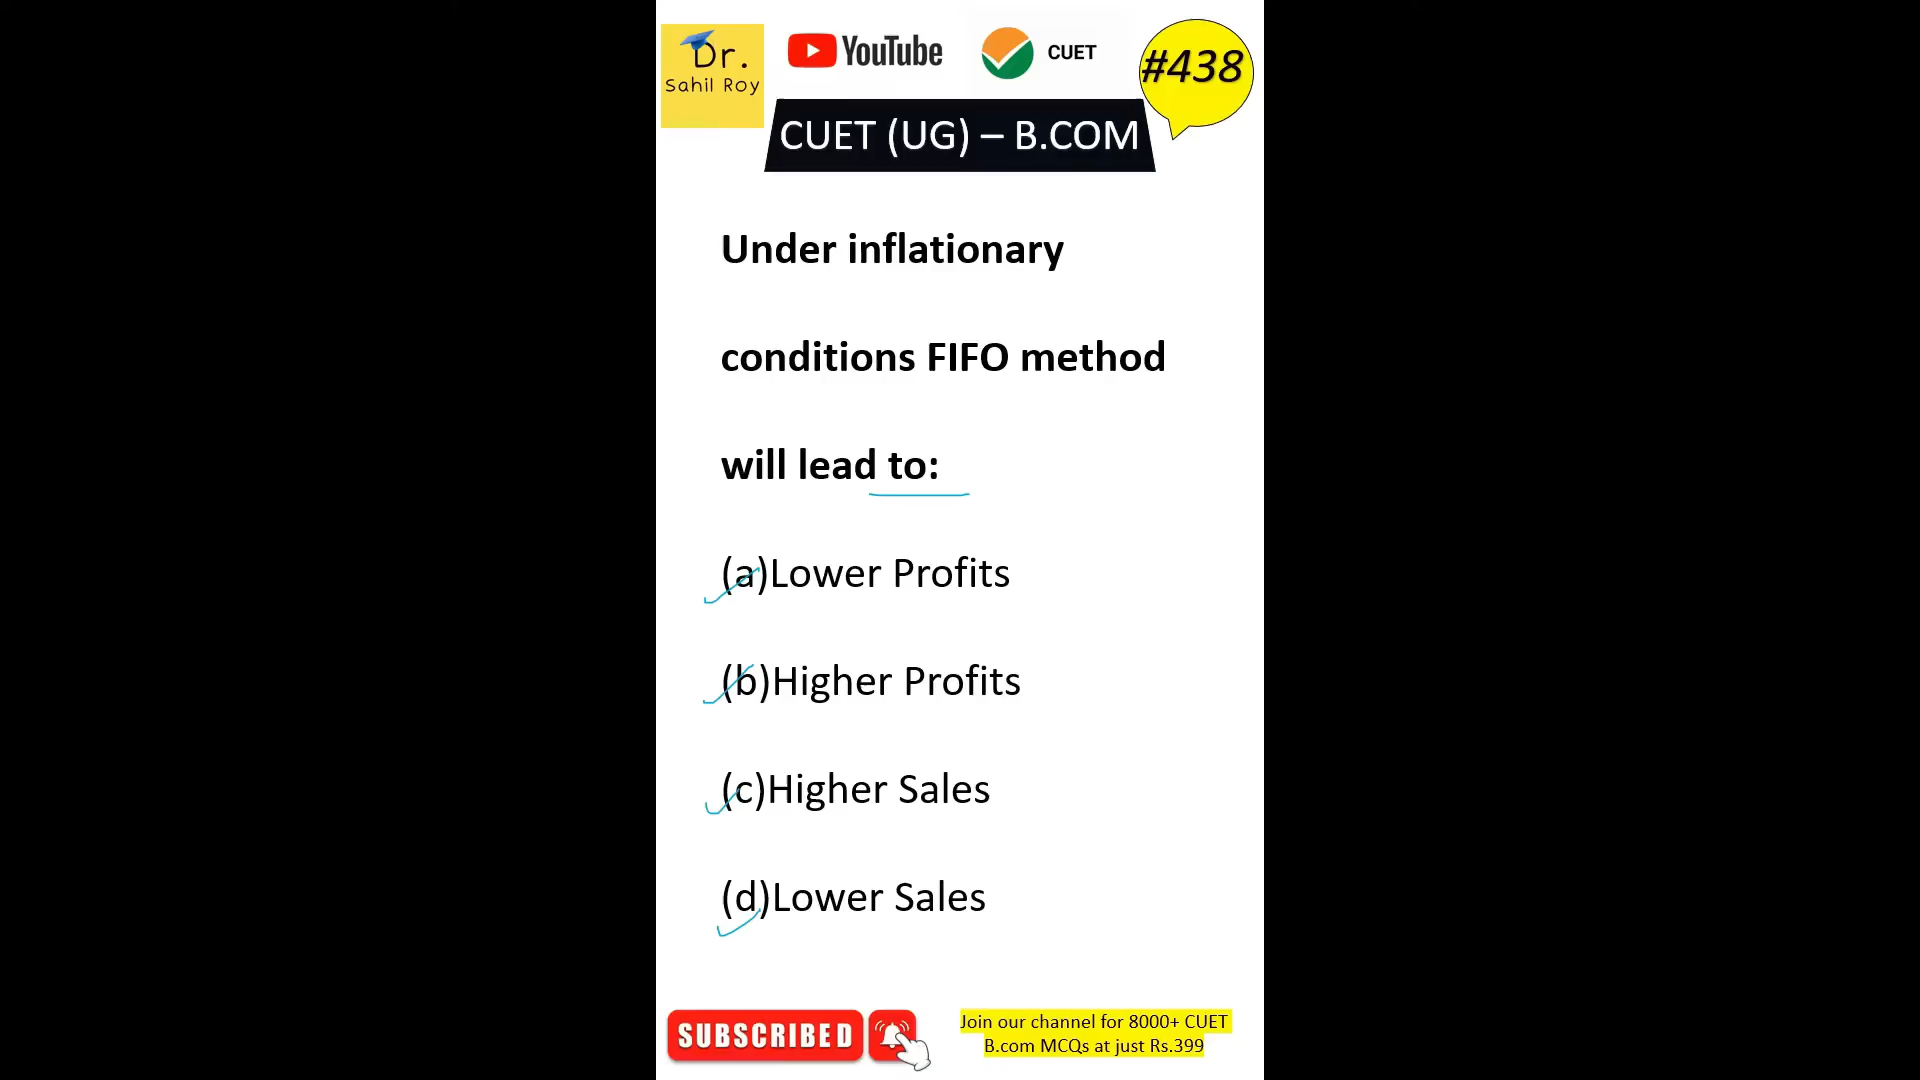 Dr.
Sahil Roy
YouTube
CUET
#438
CUET (UG) – B.COM
Under inflationary
conditions FIFO method
will lead to:
(a)Lower Profits
(b)Higher Profits
(c)Higher Sales
(d)Lower Sales
SUBSCRIBED
Join our channel for 8000+ CUET
B.com MCQs at just Rs.399